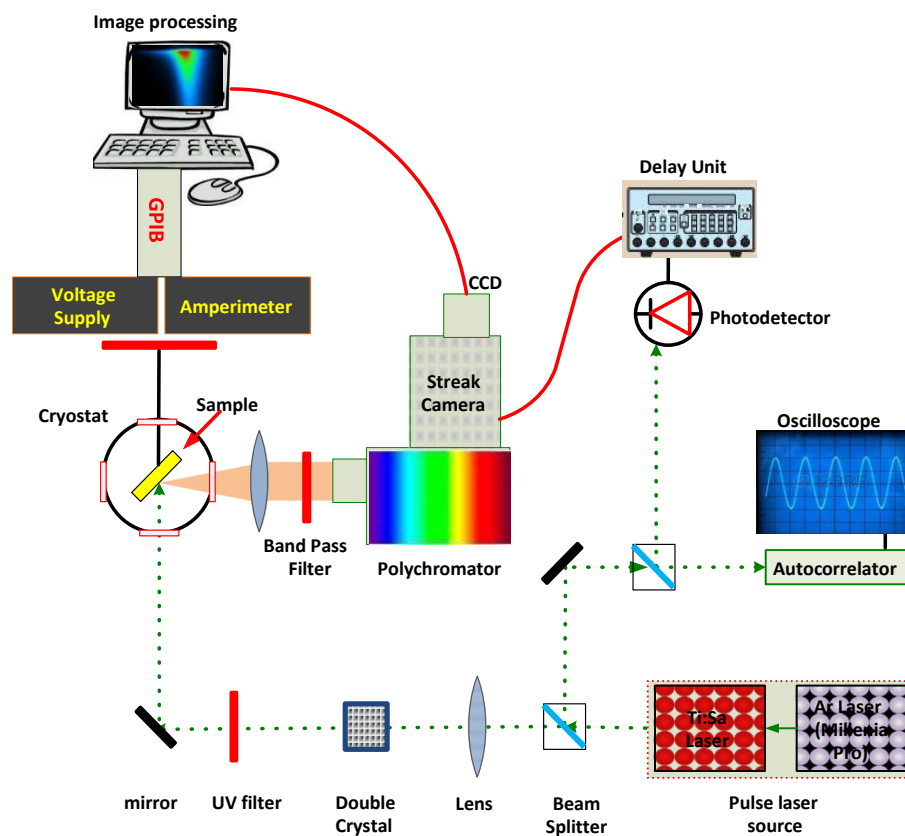 Image processing
GPIB
Voltage
Supply
Amperimeter
Delay Unit
CCD
Photodetector
Streak
Camera
Cryostat
Sample
Oscilloscope
Band Pass
Filter
Polychromator
Autocorrelator
Ti:Sa
Laser
Ar Laser
(Millenia
Pro)
mirror
UV filter
Double
Crystal
Lens
Beam
Splitter
Pulse laser
source